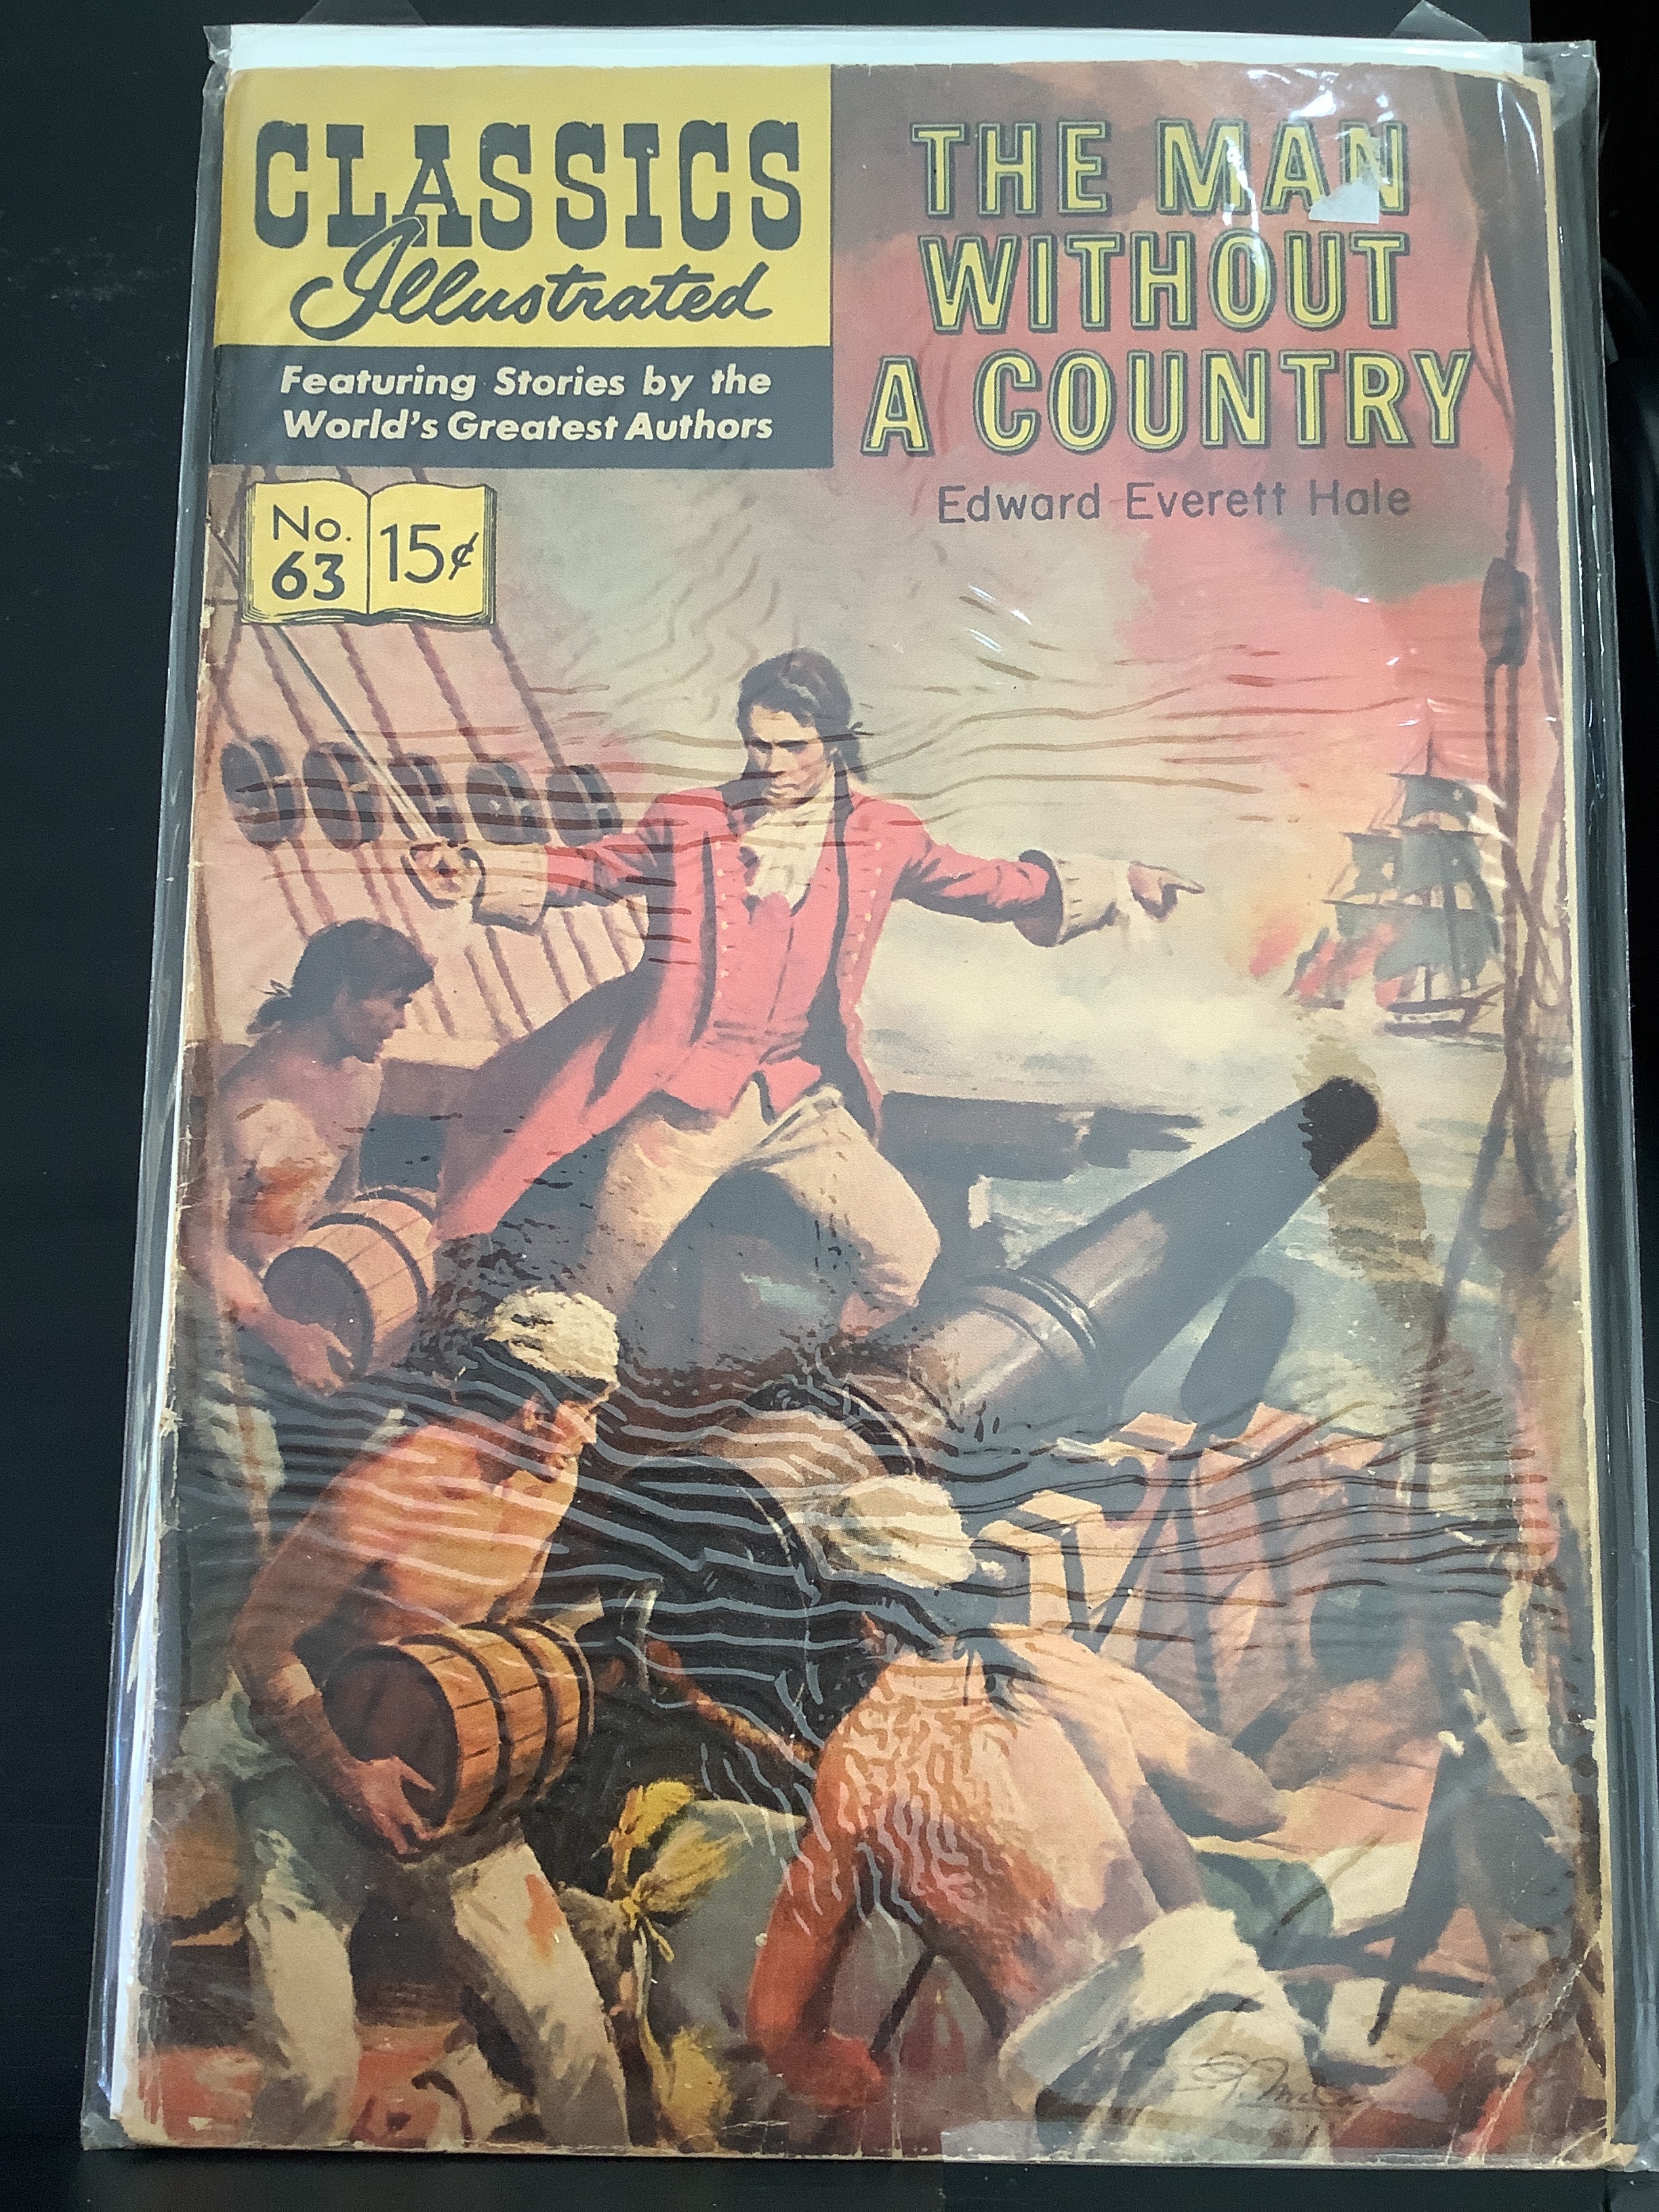 CLASSICS
Illustrated
Featuring Stories by the
World's Greatest Authors
No.
63
15¢
THE MAN
WITHOUT
A COUNTRY
Edward Everett Hale